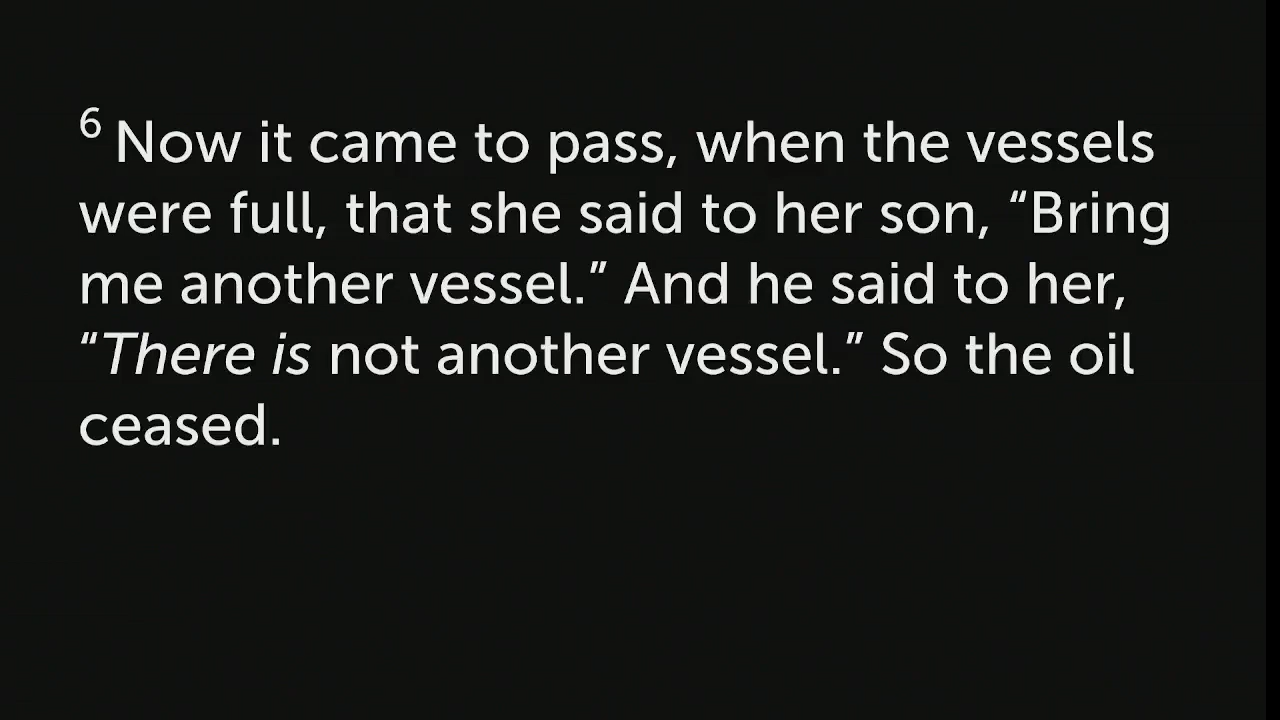 6 Now it came to pass, when the vessels
were full, that she said to her son, “Bring
me another vessel.” And he said to her,
“There is not another vessel.” So the oil
ceased.